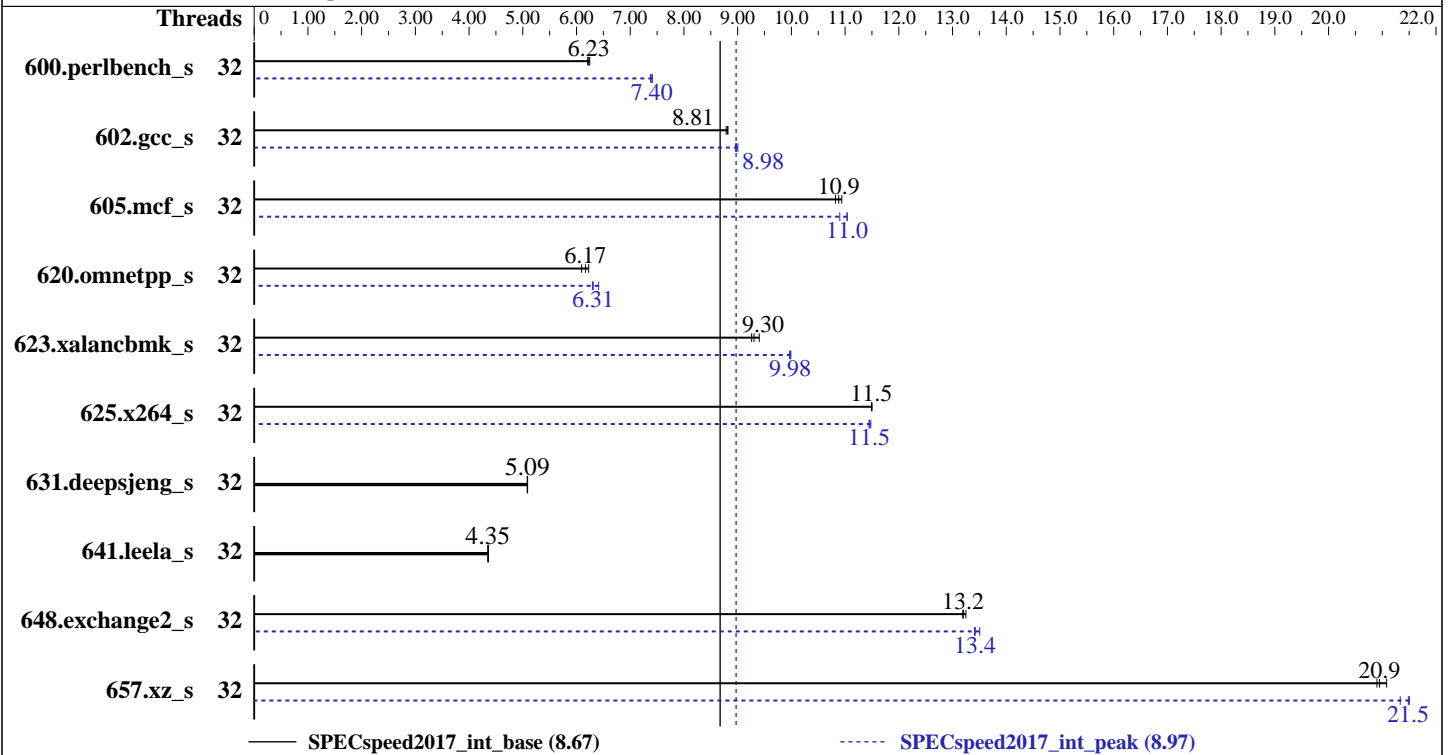 Threads 0 1.00 2.00 3.00 4.00 5.00 6.00 7.00 8.00 9.00 10.0 11.0 12.0 13.0 14.0 15.0 16.0 17.0 18.0 19.0 20.0 22.0
6.23
600.perlbench_s 32
7.40
8.81
602.gcc_s 32
8.98
10.9
605.mcf_s 32
11.0
6.17
620.omnetpp_s 32
6.31
9.30
623.xalancbmk_s 32
9.98
11.5
625.x264_s 32
11.5
5.09
631.deepsjeng_s 32
4.35
641.leela_s 32
13.2
648.exchange2_s 32
13.4
20.9
657.xz_s 32
21.5
SPECspeed2017_int_base (8.67) SPECspeed2017_int_peak (8.97)